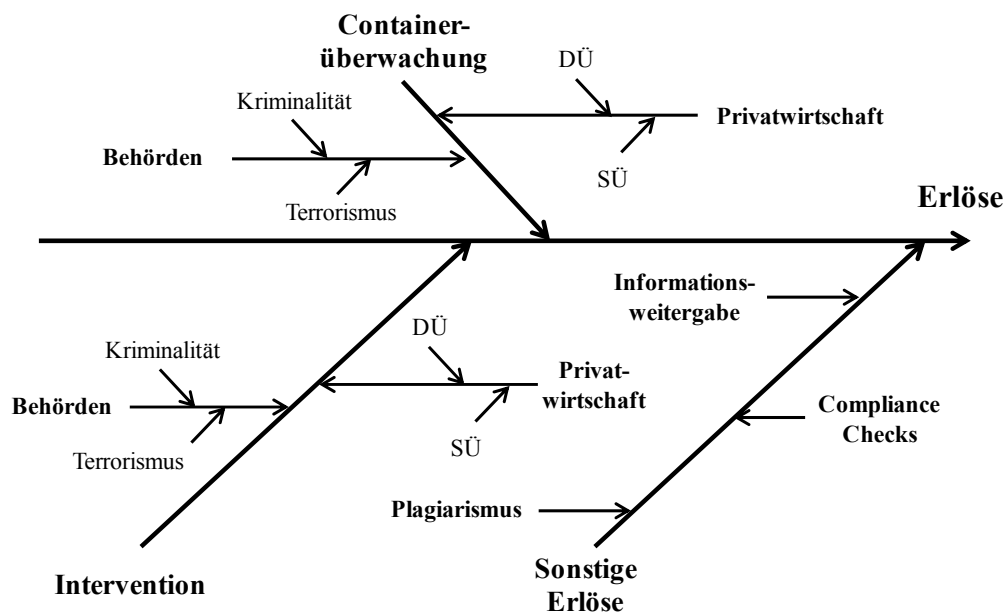 Container-
überwachung
DÜ
Kriminalität
Privatwirtschaft
Behörden
SÜ
Terrorismus
Erlöse
Informations-
weitergabe
DÜ
Kriminalität
Privat-
wirtschaft
Behörden
Compliance
Checks
SÜ
Terrorismus
Plagiarismus
Intervention
Sonstige
Erlöse